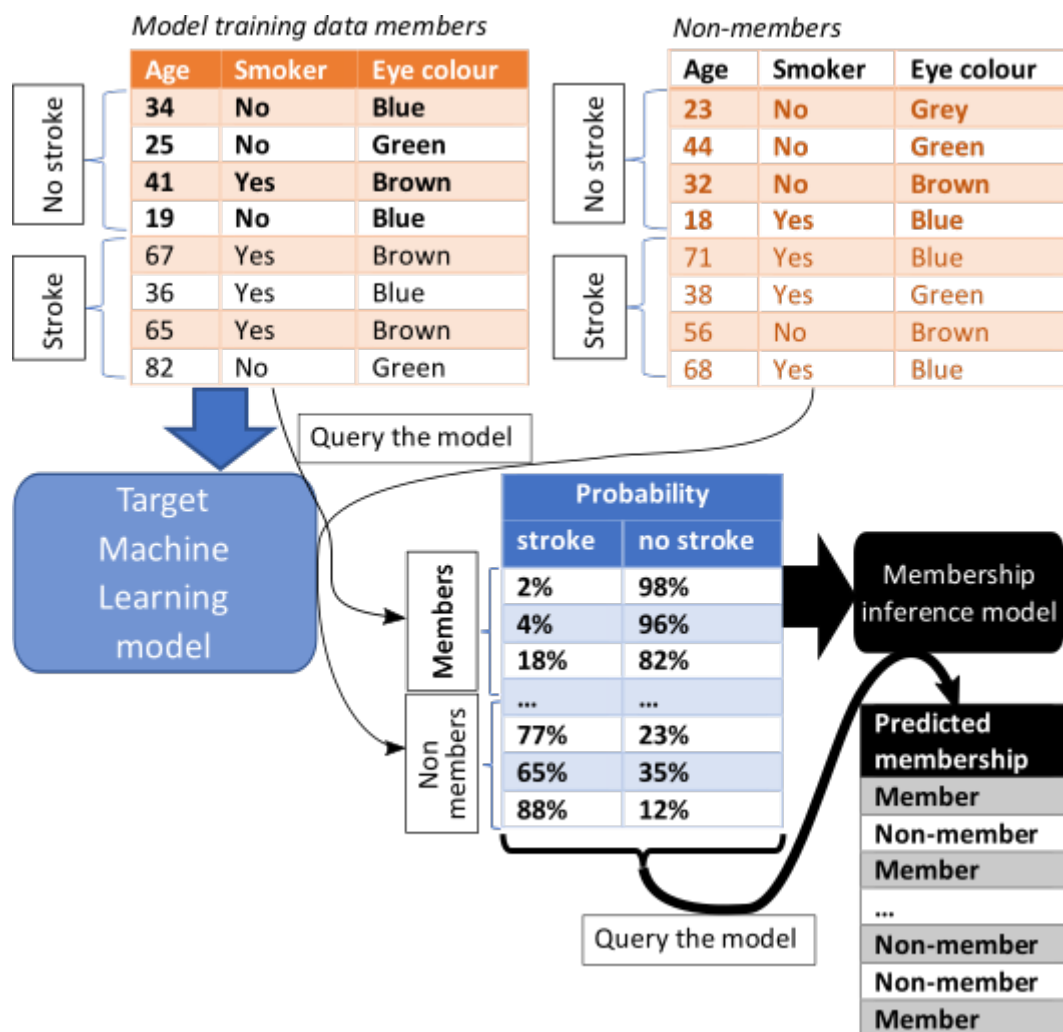 Model training data members
Age Smoker Eye colour
No stroke
34 No Blue
25 No Green
41 Yes Brown
19 No Blue
Stroke
67 Yes Brown
36 Yes Blue
65 Yes Brown
82 No Green
Non-members
Age Smoker Eye colour
No stroke
23 No Grey
44 No Green
32 No Brown
18 Yes Blue
Stroke
71 Yes Blue
38 Yes Green
56 No Brown
68 Yes Blue
Query the model
Target
Machine
Learning
model
Probability
stroke no stroke
Members
2% 98%
4% 96%
18% 82%
... ...
Non
members
77% 23%
65% 35%
88% 12%
Membership
inference model
Query the model
Predicted
membership
Member
Non-member
Member
...
Non-member
Non-member
Member